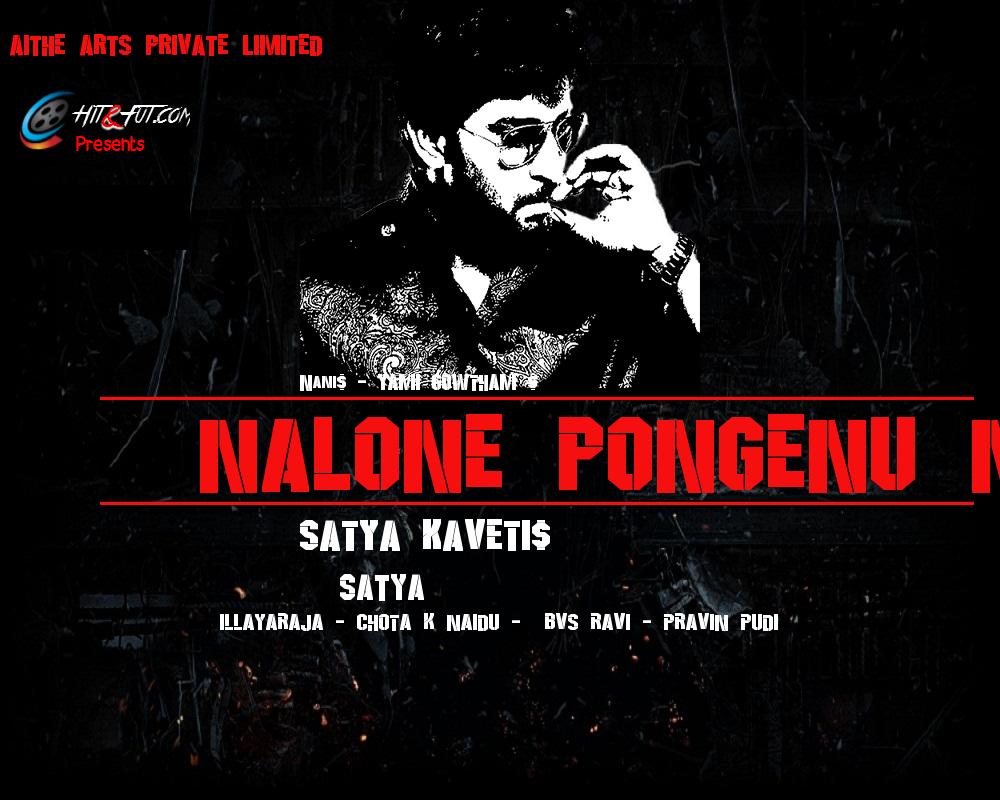 AITHE ARTS PRIVATE LIIMITED
HIT&FUT.COM
Presents
NANI$ - YAMI GOWTHAM $
NALONE PONGENU N
SATYA KAVETI$
SATYA
ILLAYARAJA - CHOTA K NAIDU - BVS RAVI - PRAVIN PUDI